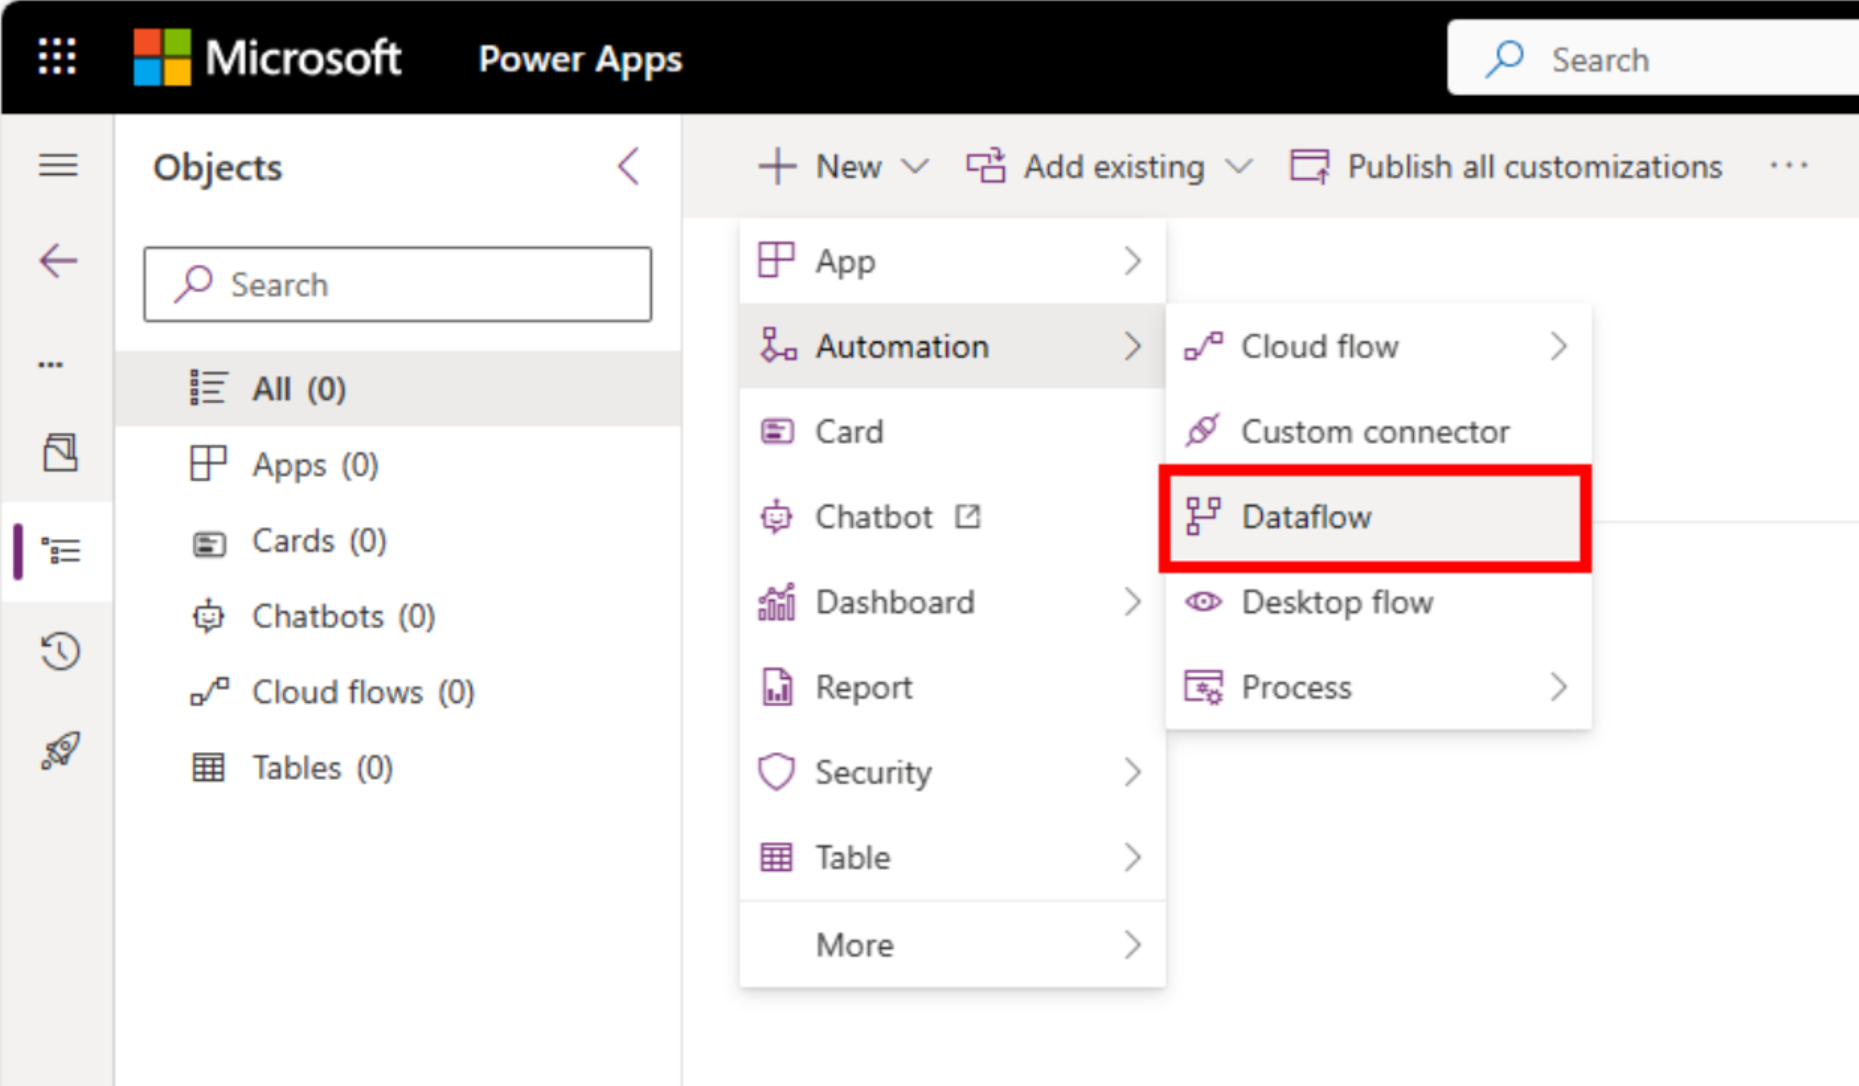 Microsoft Power Apps Search
Objects
Search
All (0)
Apps (0)
Cards (0)
Chatbots (0)
Cloud flows (0)
Tables (0)
New Add existing Publish all customizations ...
App
Automation
Card
Chatbot
Dashboard
Report
Security
Table
More
Cloud flow
Custom connector
Dataflow
Desktop flow
Process